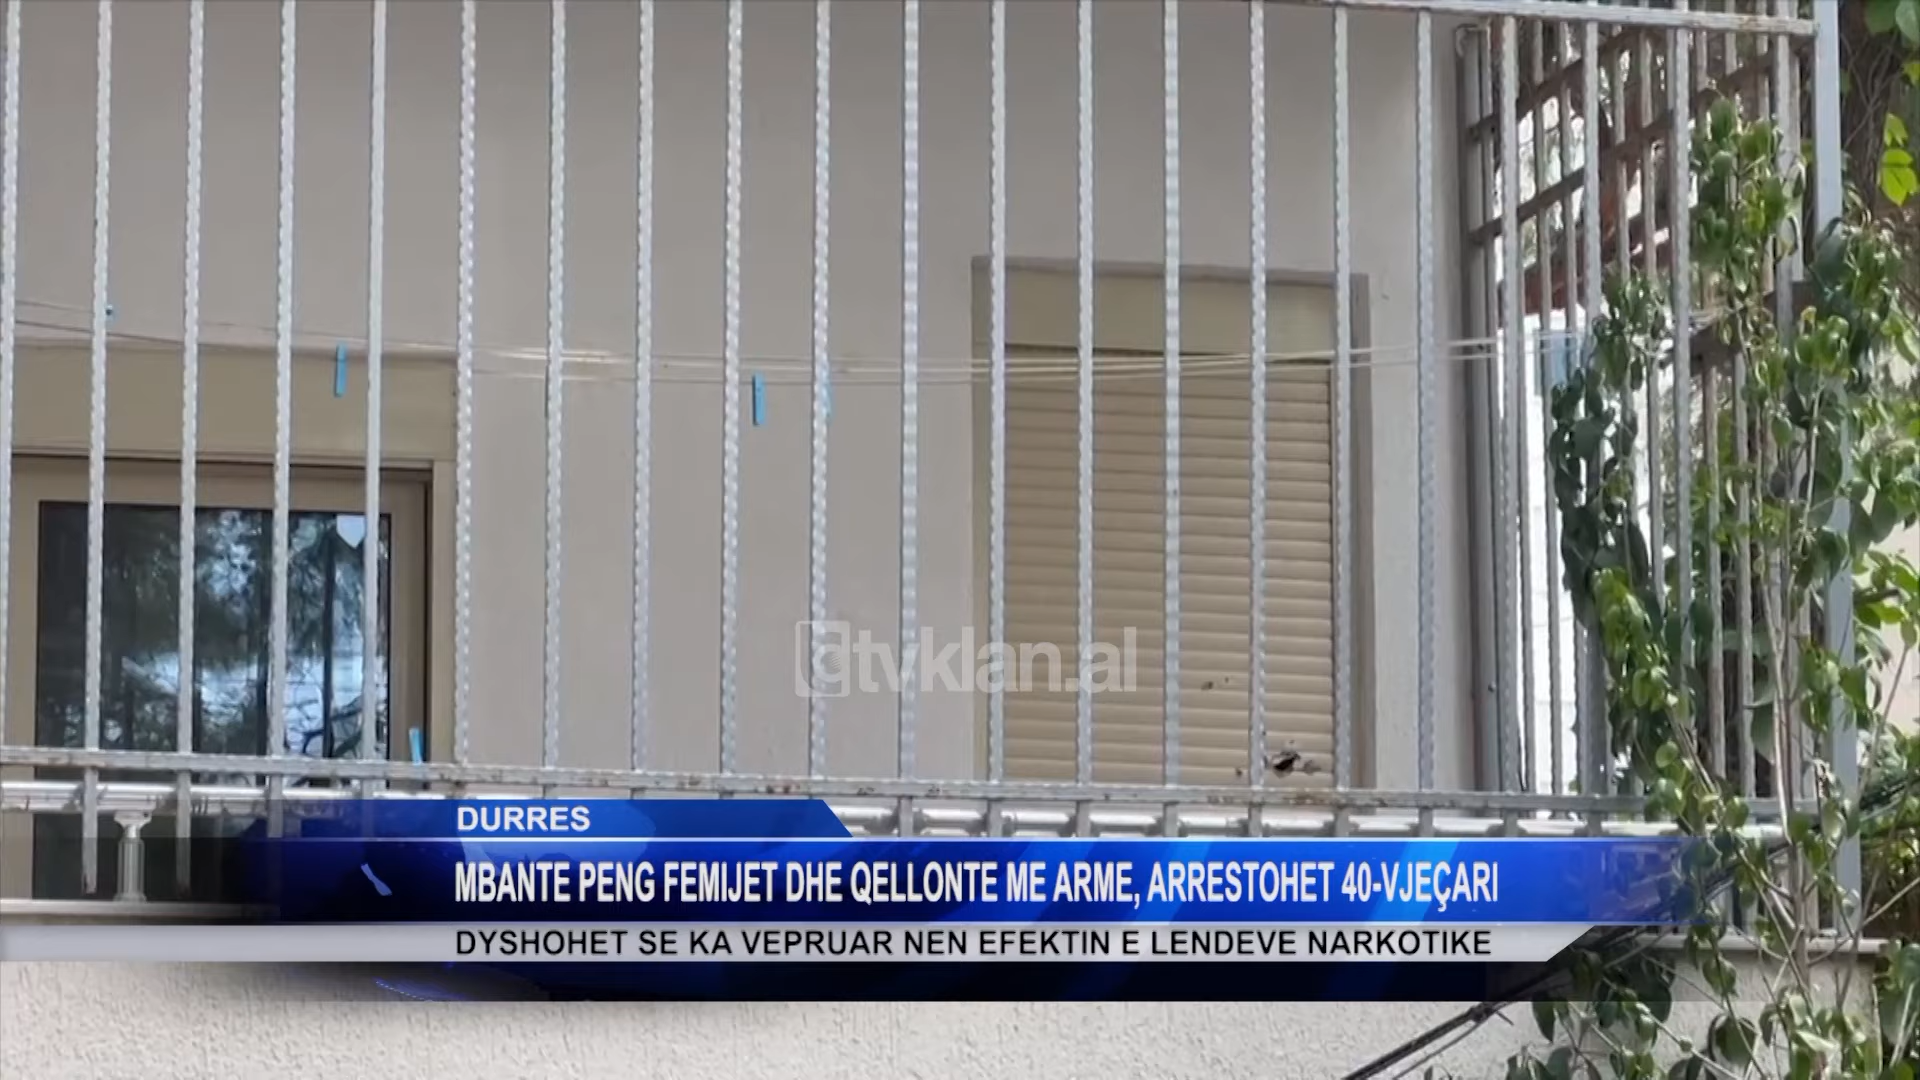 tvklan.al
DURRES
MBANTE PENG FEMIJET DHE QELLONTE ME ARME, ARRESTOHET 40-VJEÇARI
DYSHOHET SE KA VEPRUAR NEN EFEKTIN E LENDEVE NARKOTIKE